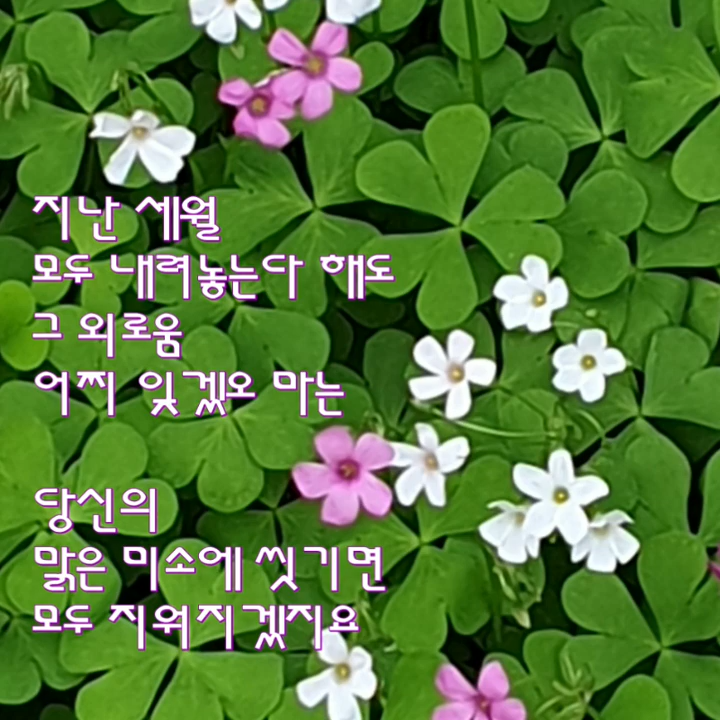 지난 세월
모두 내려놓는다 해도
그 외로움
어찌 잊겠오 마는
당신의
맑은 미소에 씻기면
모두 지워지겠지요